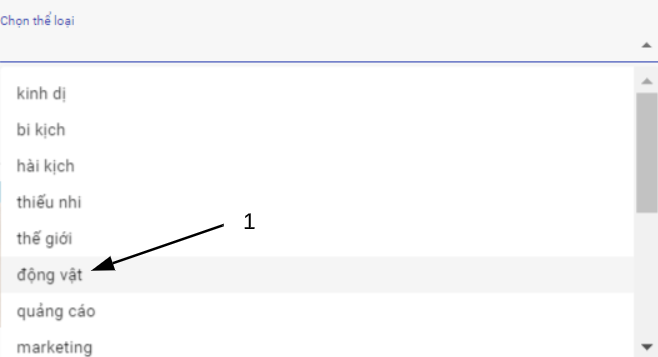 Chọn thể loại
kinh dị
bi kịch
hài kịch
thiếu nhi
thế giới
1
động vật
quảng cáo
marketing